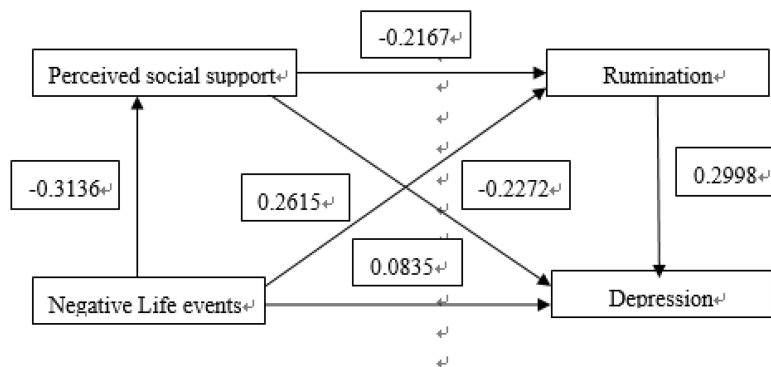 -0.2167
Perceived social support↵
Rumination↵
-0.3136↵
0.2615↵
-0.2272↵
0.2998↵
0.0835↵
Negative Life events↵
Depression↵